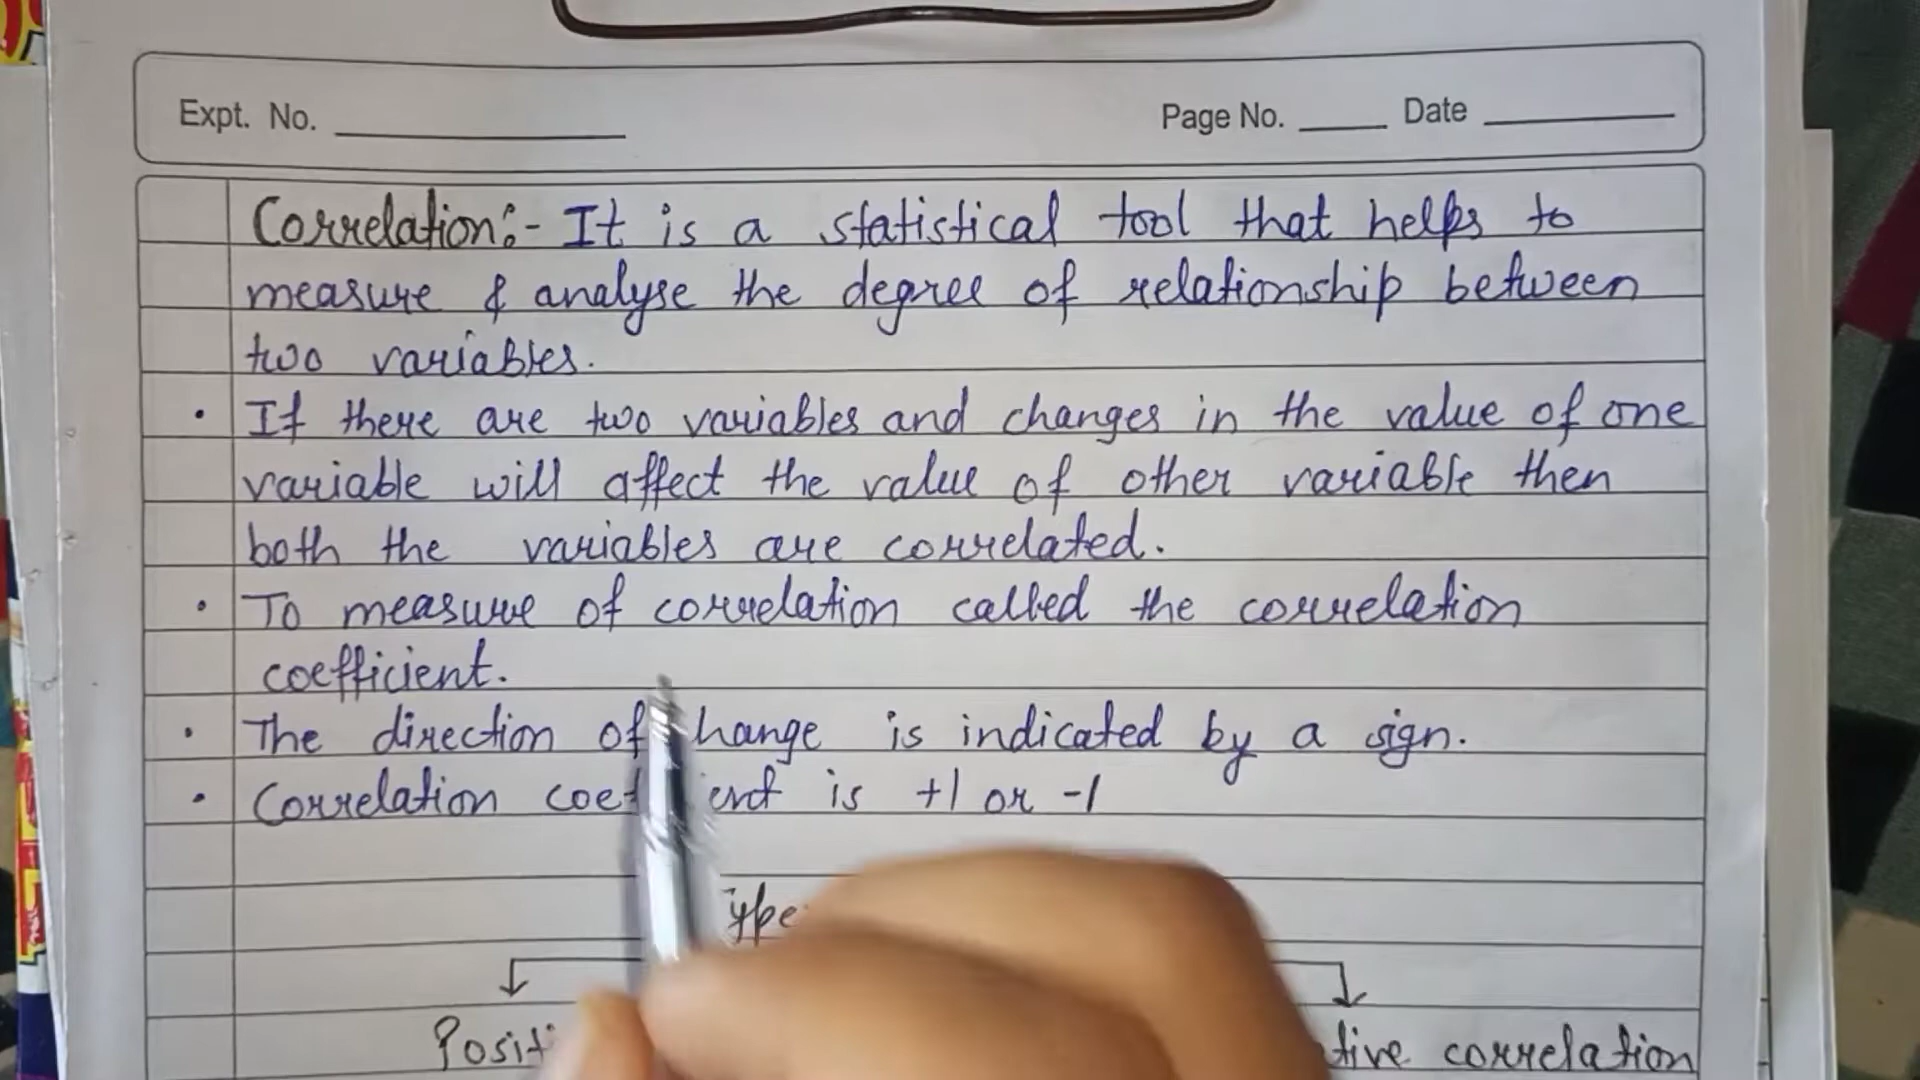 Expt. No.
Page No. Date
Correlation:- It is a statistical tool that helps to
measure & analyse the degree of relationship between
two variables.
• If there are two variables and changes in the value of one
variable will affect the value of other variable then
both the variables are correlated.
• To measure of correlation called the correlation
coefficient.
• The direction of hange is indicated by a sign.
• Correlation is +1 or -1
correlation